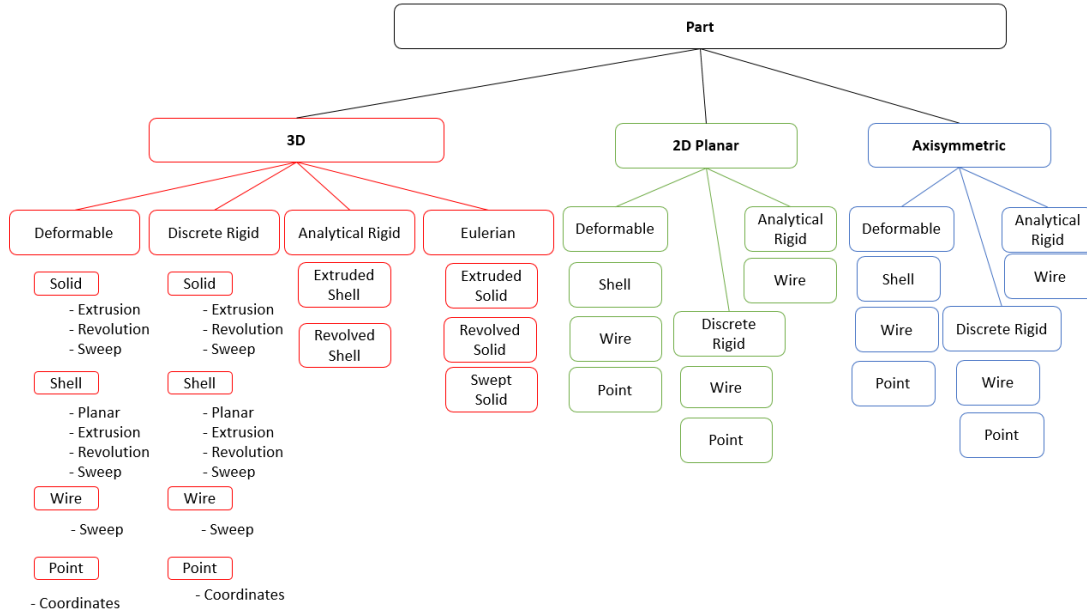 Part
3D
2D Planar
Axisymmetric
Deformable
Discrete Rigid
Analytical Rigid
Eulerian
Solid
- Extrusion
- Revolution
- Sweep
Shell
- Planar
- Extrusion
- Revolution
- Sweep
Wire
- Sweep
Point
- Coordinates
Solid
- Extrusion
- Revolution
- Sweep
Shell
- Planar
- Extrusion
- Revolution
- Sweep
Wire
- Sweep
Point
- Coordinates
Extruded
Shell
Revolved
Shell
Extruded
Solid
Revolved
Solid
Swept
Solid
Deformable
Shell
Wire
Point
Discrete
Rigid
Wire
Point
Analytical
Rigid
Wire
Deformable
Shell
Wire
Point
Discrete Rigid
Wire
Point
Analytical
Rigid
Wire